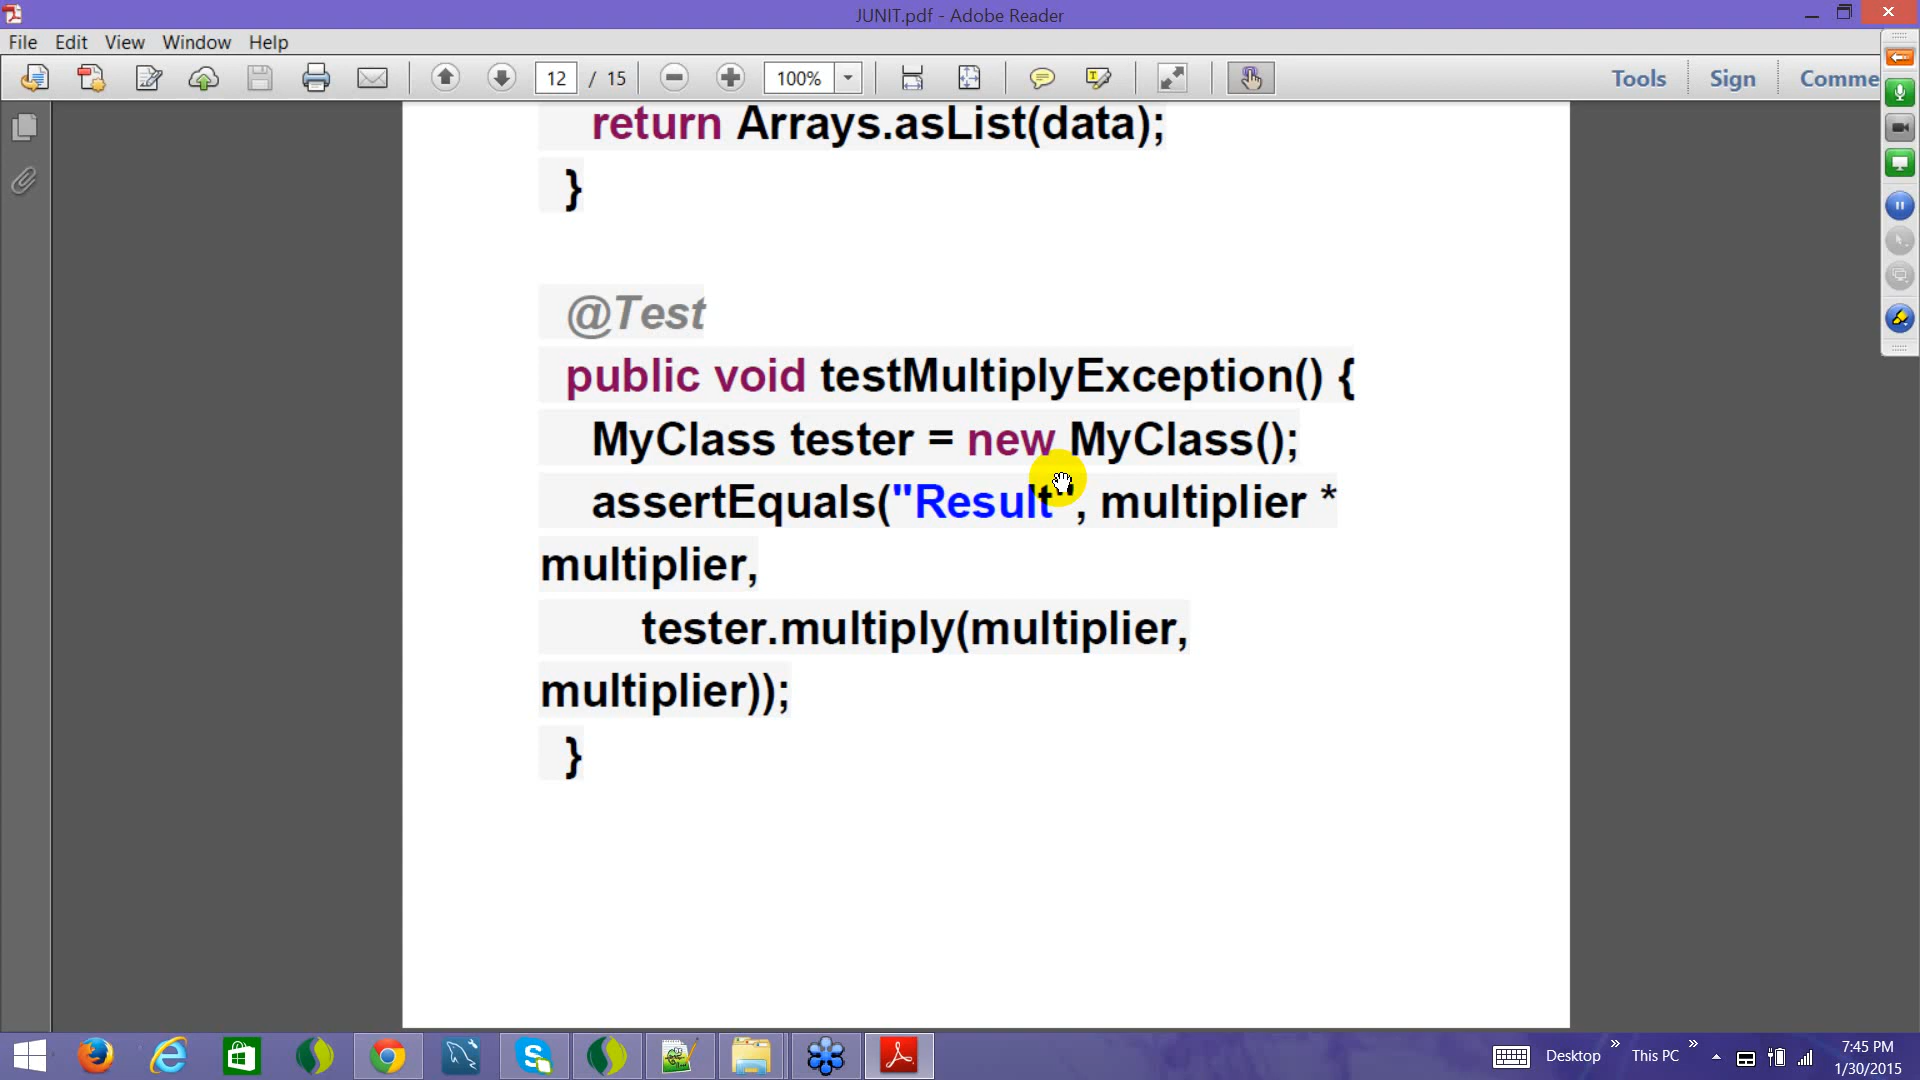 JUNIT.pdf - Adobe Reader
File Edit View Window Help
12 / 15 100% Tools Sign Comme
return Arrays.asList(data);
}
@Test
public void testMultiplyException() {
MyClass tester = new MyClass();
assertEquals("Result", multiplier *
multiplier,
tester.multiply(multiplier,
multiplier));
}
Desktop » This PC »
7:45 PM
1/30/2015